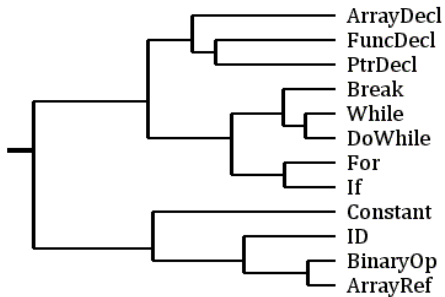 ArrayDecl
FuncDecl
PtrDecl
Break
While
DoWhile
For
If
Constant
ID
BinaryOp
ArrayRef